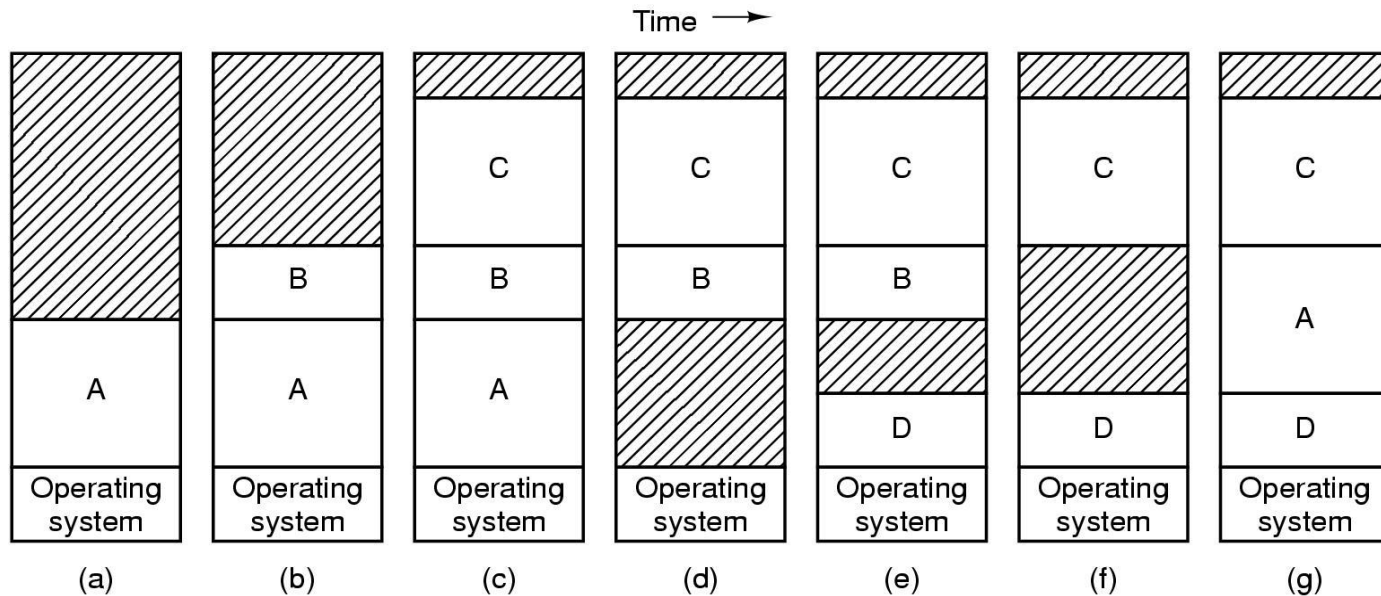 Time
C
C
C
C
C
B
B
B
B
A
A
A
A
D
D
D
Operating
system
Operating
system
Operating
system
Operating
system
Operating
system
Operating
system
Operating
system
(a)
(b)
(c)
(d)
(e)
(f)
(g)